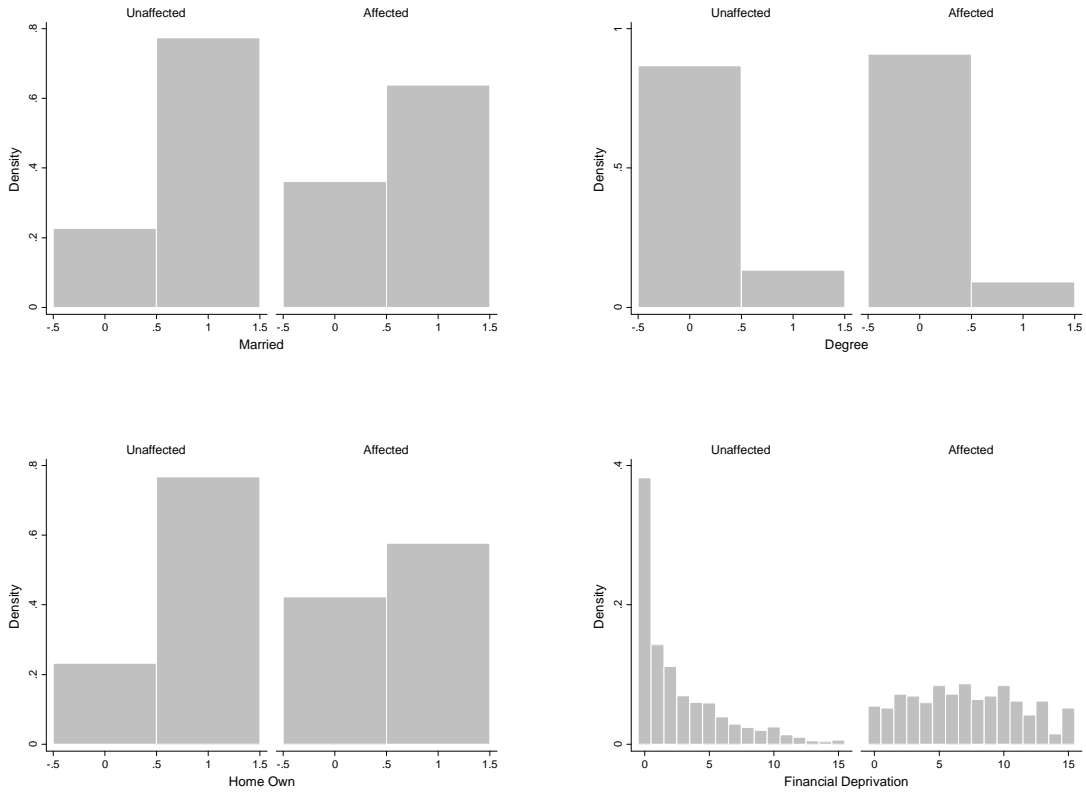 Unaffected Affected
.8
.6
.4
.2
0
Density
-.5 0 .5 1 1.5 -.5 0 .5 1 1.5
Married
Unaffected Affected
1
.5
0
Density
-.5 0 .5 1 1.5 -.5 0 .5 1 1.5
Degree
Unaffected Affected
.8
.6
.4
.2
0
Density
-.5 0 .5 1 1.5 -.5 0 .5 1 1.5
Home Own
Unaffected Affected
.4
.2
0
Density
0 5 10 15 0 5 10 15
Financial Deprivation